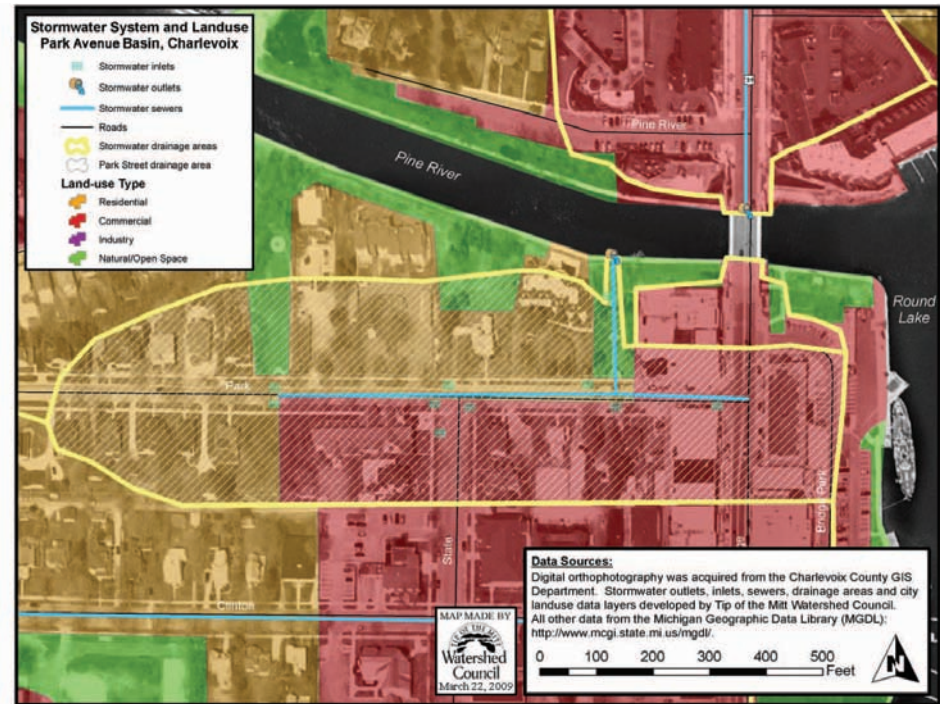 Stormwater System and Landuse
Park Avenue Basin, Charlevoix
Stormwater inlets
Stormwater outlets
Stormwater sewers
Roads
Stormwater drainage areas
Park Street drainage area
Land-use Type
Residential
Commercial
Industry
Natural/Open Space
Pine River
Pine River
Round
Lake
Park
State
Bridge Park
Clinton
MAP MADE BY
Watershed
Council
March 22, 2009
Data Sources:
Digital orthophotography was acquired from the Charlevoix County GIS
Department. Stormwater outlets, inlets, sewers, drainage areas and city
landuse data layers developed by Tip of the Mitt Watershed Council.
All other data from the Michigan Geographic Data Library (MGDL):
http://www.mcgi.state.mi.us/mgdl/.
0 100 200 300 400 500
Feet
N